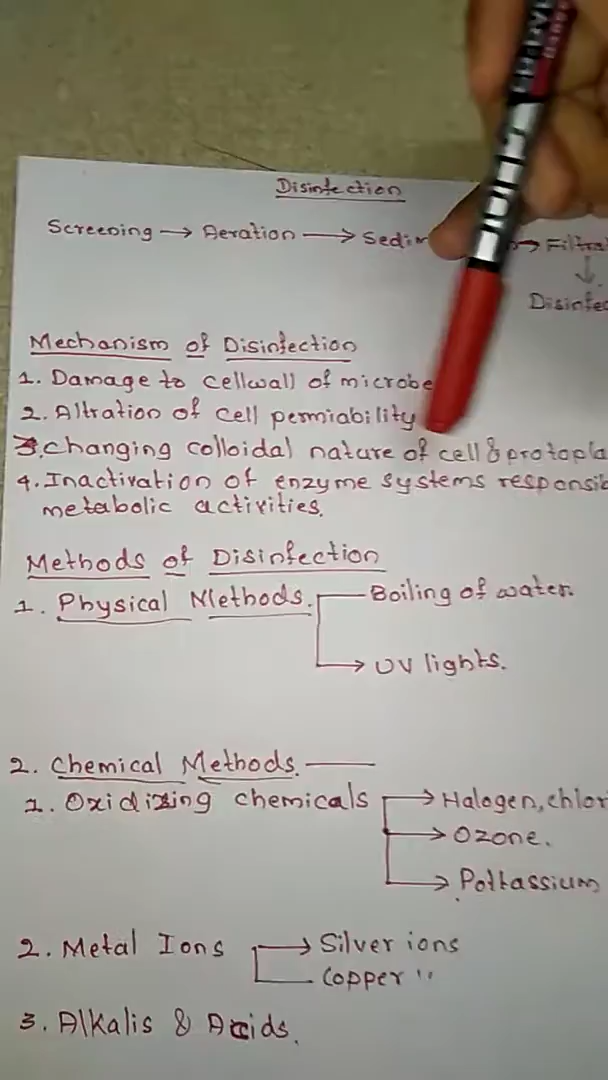 Disinfection
Screening → Aeration → Sedim → Filtra
Disinfec
Mechanism of Disinfection
1. Damage to cellwall of microbe
2. Altration of cell permiability
3. changing colloidal nature of cell & protopla
4. Inactivation of enzyme systems responsib
metabolic activities.
Methods of Disinfection
1. Physical Methods. Boiling of water.
→ UV lights.
2. Chemical Methods.
1. Oxidizing chemicals → Halogen, chlor
→ Ozone.
→ Pottassium
2. Metal Ions → Silver ions
Copper "
3. Alkalis & Acids.